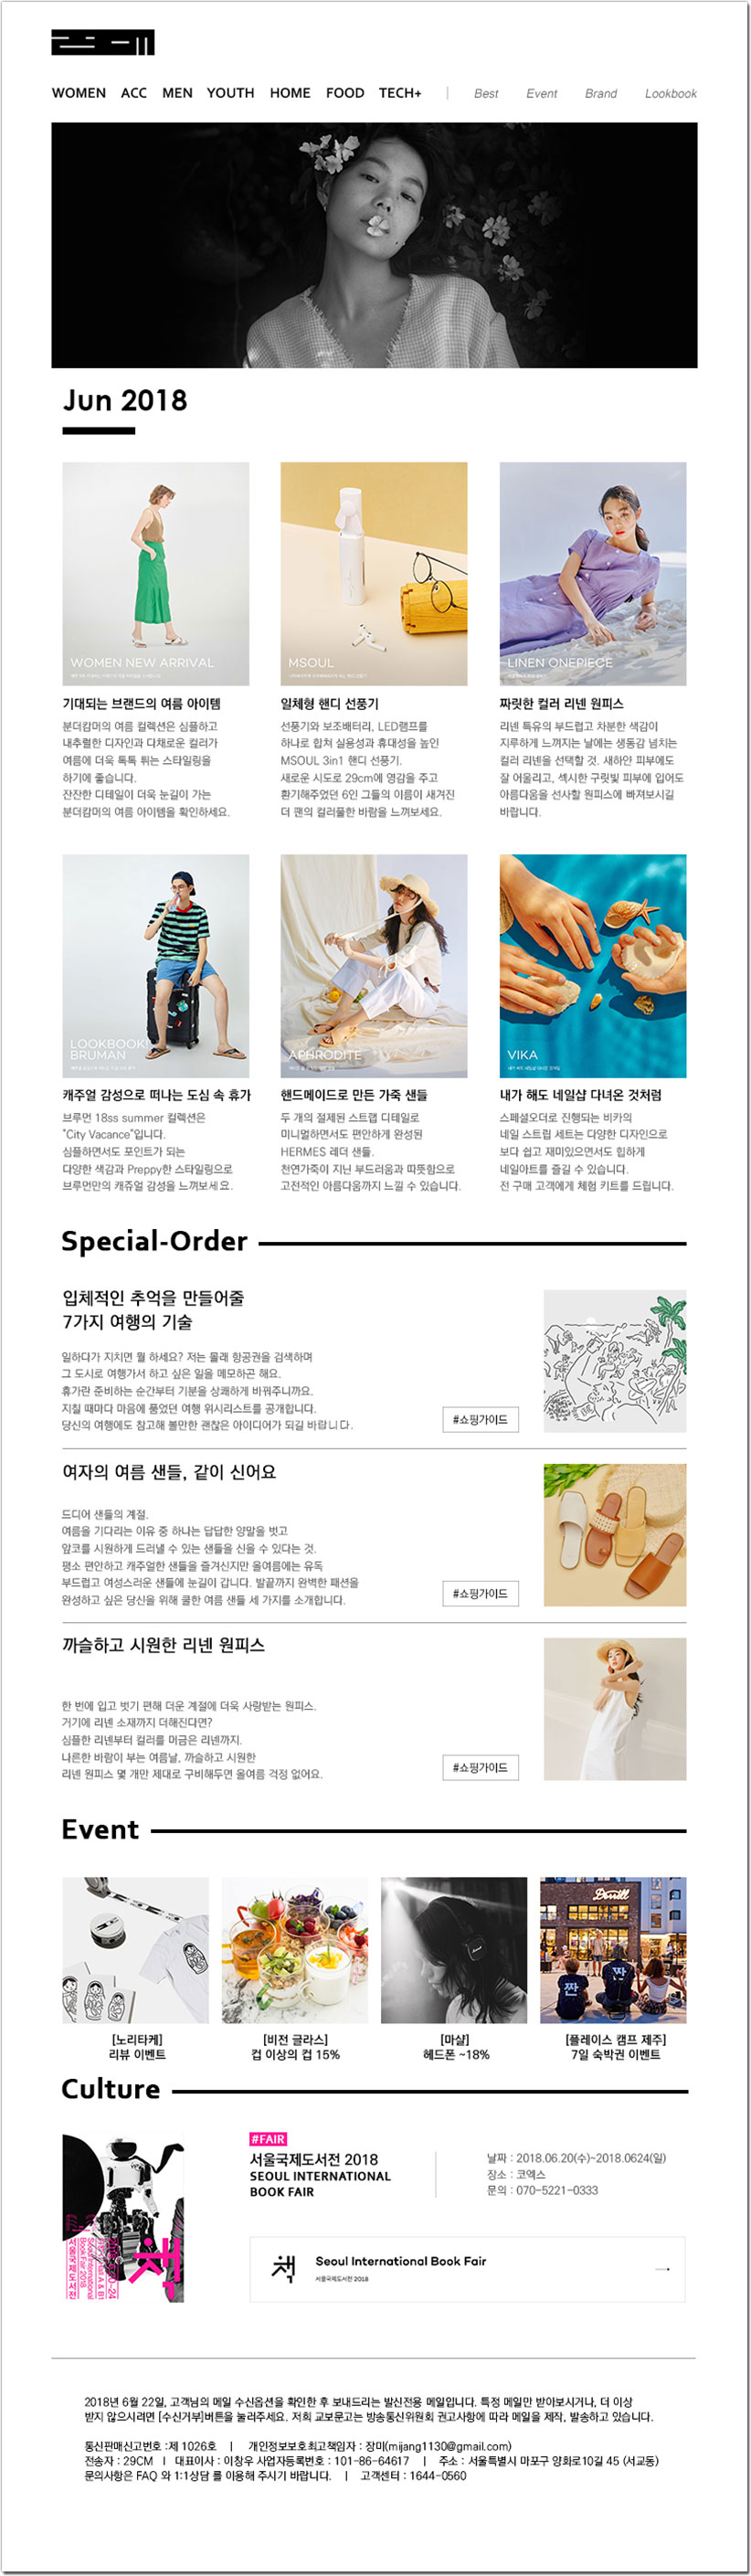 WOMEN ACC MEN YOUTH HOME FOOD TECH+ | Best Event Brand Lookbook
Jun 2018
WOMEN NEW ARRIVAL
MSOUL
LINEN ONEPIECE
기대되는 브랜드의 여름 아이템
분더캄머의 여름 컬렉션은 심플하고
내추럴한 디자인과 다채로운 컬러가
여름에 더욱 톡톡 튀는 스타일링을
하기에 좋습니다.
잔잔한 디테일이 더욱 눈길이 가는
분더캄머의 여름 아이템을 확인하세요.
일체형 핸디 선풍기
선풍기와 보조배터리, LED램프를
하나로 합쳐 실용성과 휴대성을 높인
MSOUL 3in1 핸디 선풍기.
새로운 시도로 29cm에 영감을 주고
환기해주었던 6인 그들의 이름이 새겨진
더 팬의 컬러풀한 바람을 느껴보세요.
짜릿한 컬러 리넨 원피스
리넨 특유의 부드럽고 차분한 색감이
지루하게 느껴지는 날에는 생동감 넘치는
컬러 리넨을 선택할 것. 새하얀 피부에도
잘 어울리고, 섹시한 구릿빛 피부에 입어도
아름다움을 선사할 원피스에 빠져보시길
바랍니다.
LOOKBOOK
BRUMAN
APHRODITE
VIKA
캐주얼 감성으로 떠나는 도심 속 휴가
브루먼 18ss summer 컬렉션은
"City Vacance"입니다.
심플하면서도 포인트가 되는
다양한 색감과 Preppy한 스타일링으로
브루먼만의 캐쥬얼 감성을 느껴보세요.
핸드메이드로 만든 가죽 샌들
두 개의 절제된 스트랩 디테일로
미니멀하면서도 편안하게 완성된
HERMES 레더 샌들.
천연가죽이 지닌 부드러움과 따뜻함으로
고전적인 아름다움까지 느낄 수 있습니다.
내가 해도 네일샵 다녀온 것처럼
스페셜오더로 진행되는 비카의
네일 스트립 세트는 다양한 디자인으로
보다 쉽고 재미있으면서도 힙하게
네일아트를 즐길 수 있습니다.
전 구매 고객에게 체험 키트를 드립니다.
Special-Order
입체적인 추억을 만들어줄
7가지 여행의 기술
일하다가 지치면 뭘 하세요? 저는 몰래 항공권을 검색하며
그 도시로 여행가서 하고 싶은 일을 메모하곤 해요.
휴가란 준비하는 순간부터 기분을 상쾌하게 바꿔주니까요.
지칠 때마다 마음에 품었던 여행 위시리스트를 공개합니다.
당신의 여행에도 참고해 볼만한 괜찮은 아이디어가 되길 바랍니다.
#쇼핑가이드
여자의 여름 샌들, 같이 신어요
드디어 샌들의 계절.
여름을 기다리는 이유 중 하나는 답답한 양말을 벗고
앞코를 시원하게 드러낼 수 있는 샌들을 신을 수 있다는 것.
평소 편안하고 캐주얼한 샌들을 즐겨신지만 올여름에는 유독
부드럽고 여성스러운 샌들에 눈길이 갑니다. 발끝까지 완벽한 패션을
완성하고 싶은 당신을 위해 쿨한 여름 샌들 세 가지를 소개합니다.
#쇼핑가이드
까슬하고 시원한 리넨 원피스
한 번에 입고 벗기 편해 더운 계절에 더욱 사랑받는 원피스.
거기에 리넨 소재까지 더해진다면?
심플한 리넨부터 컬러를 머금은 리넨까지.
나른한 바람이 부는 여름날, 까슬하고 시원한
리넨 원피스 몇 개만 제대로 구비해두면 올여름 걱정 없어요.
#쇼핑가이드
Event
짠
짠
[노리타케]
리뷰 이벤트
[비전 글라스]
컵 이상의 컵 15%
[마샬]
헤드폰 ~18%
[플레이스 캠프 제주]
7일 숙박권 이벤트
Culture
#FAIR
서울국제도서전 2018
SEOUL INTERNATIONAL
BOOK FAIR
날짜 : 2018.06.20(수)~2018.0624(일)
장소 : 코엑스
문의 : 070-5221-0333
책
서울국제도서전
Seoul International
Book Fair 2018
책
Seoul International Book Fair
서울국제도서전 2018
2018년 6월 22일, 고객님의 메일 수신옵션을 확인한 후 보내드리는 발신전용 메일입니다. 특정 메일만 받아보시거나, 더 이상
받지 않으시려면 [수신거부]버튼을 눌러주세요. 저희 교보문고는 방송통신위원회 권고사항에 따라 메일을 제작, 발송하고 있습니다.
통신판매신고번호 :제 1026호 | 개인정보보호최고책임자 : 장미(mijang1130@gmail.com)
전송자 : 29CM | 대표이사 : 이창우 사업자등록번호 : 101-86-64617 | 주소 : 서울특별시 마포구 양화로10길 45 (서교동)
문의사항은 FAQ 와 1:1상담 를 이용해 주시기 바랍니다. | 고객센터 : 1644-0560